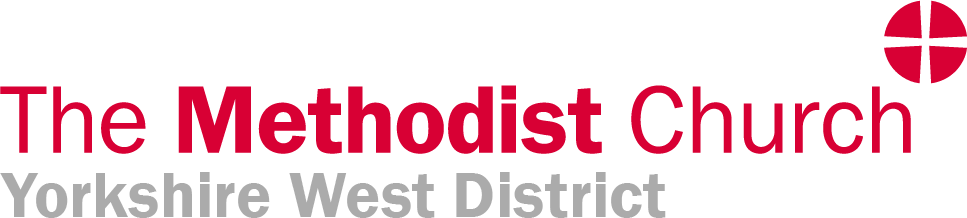 The Methodist Church
Yorkshire West District